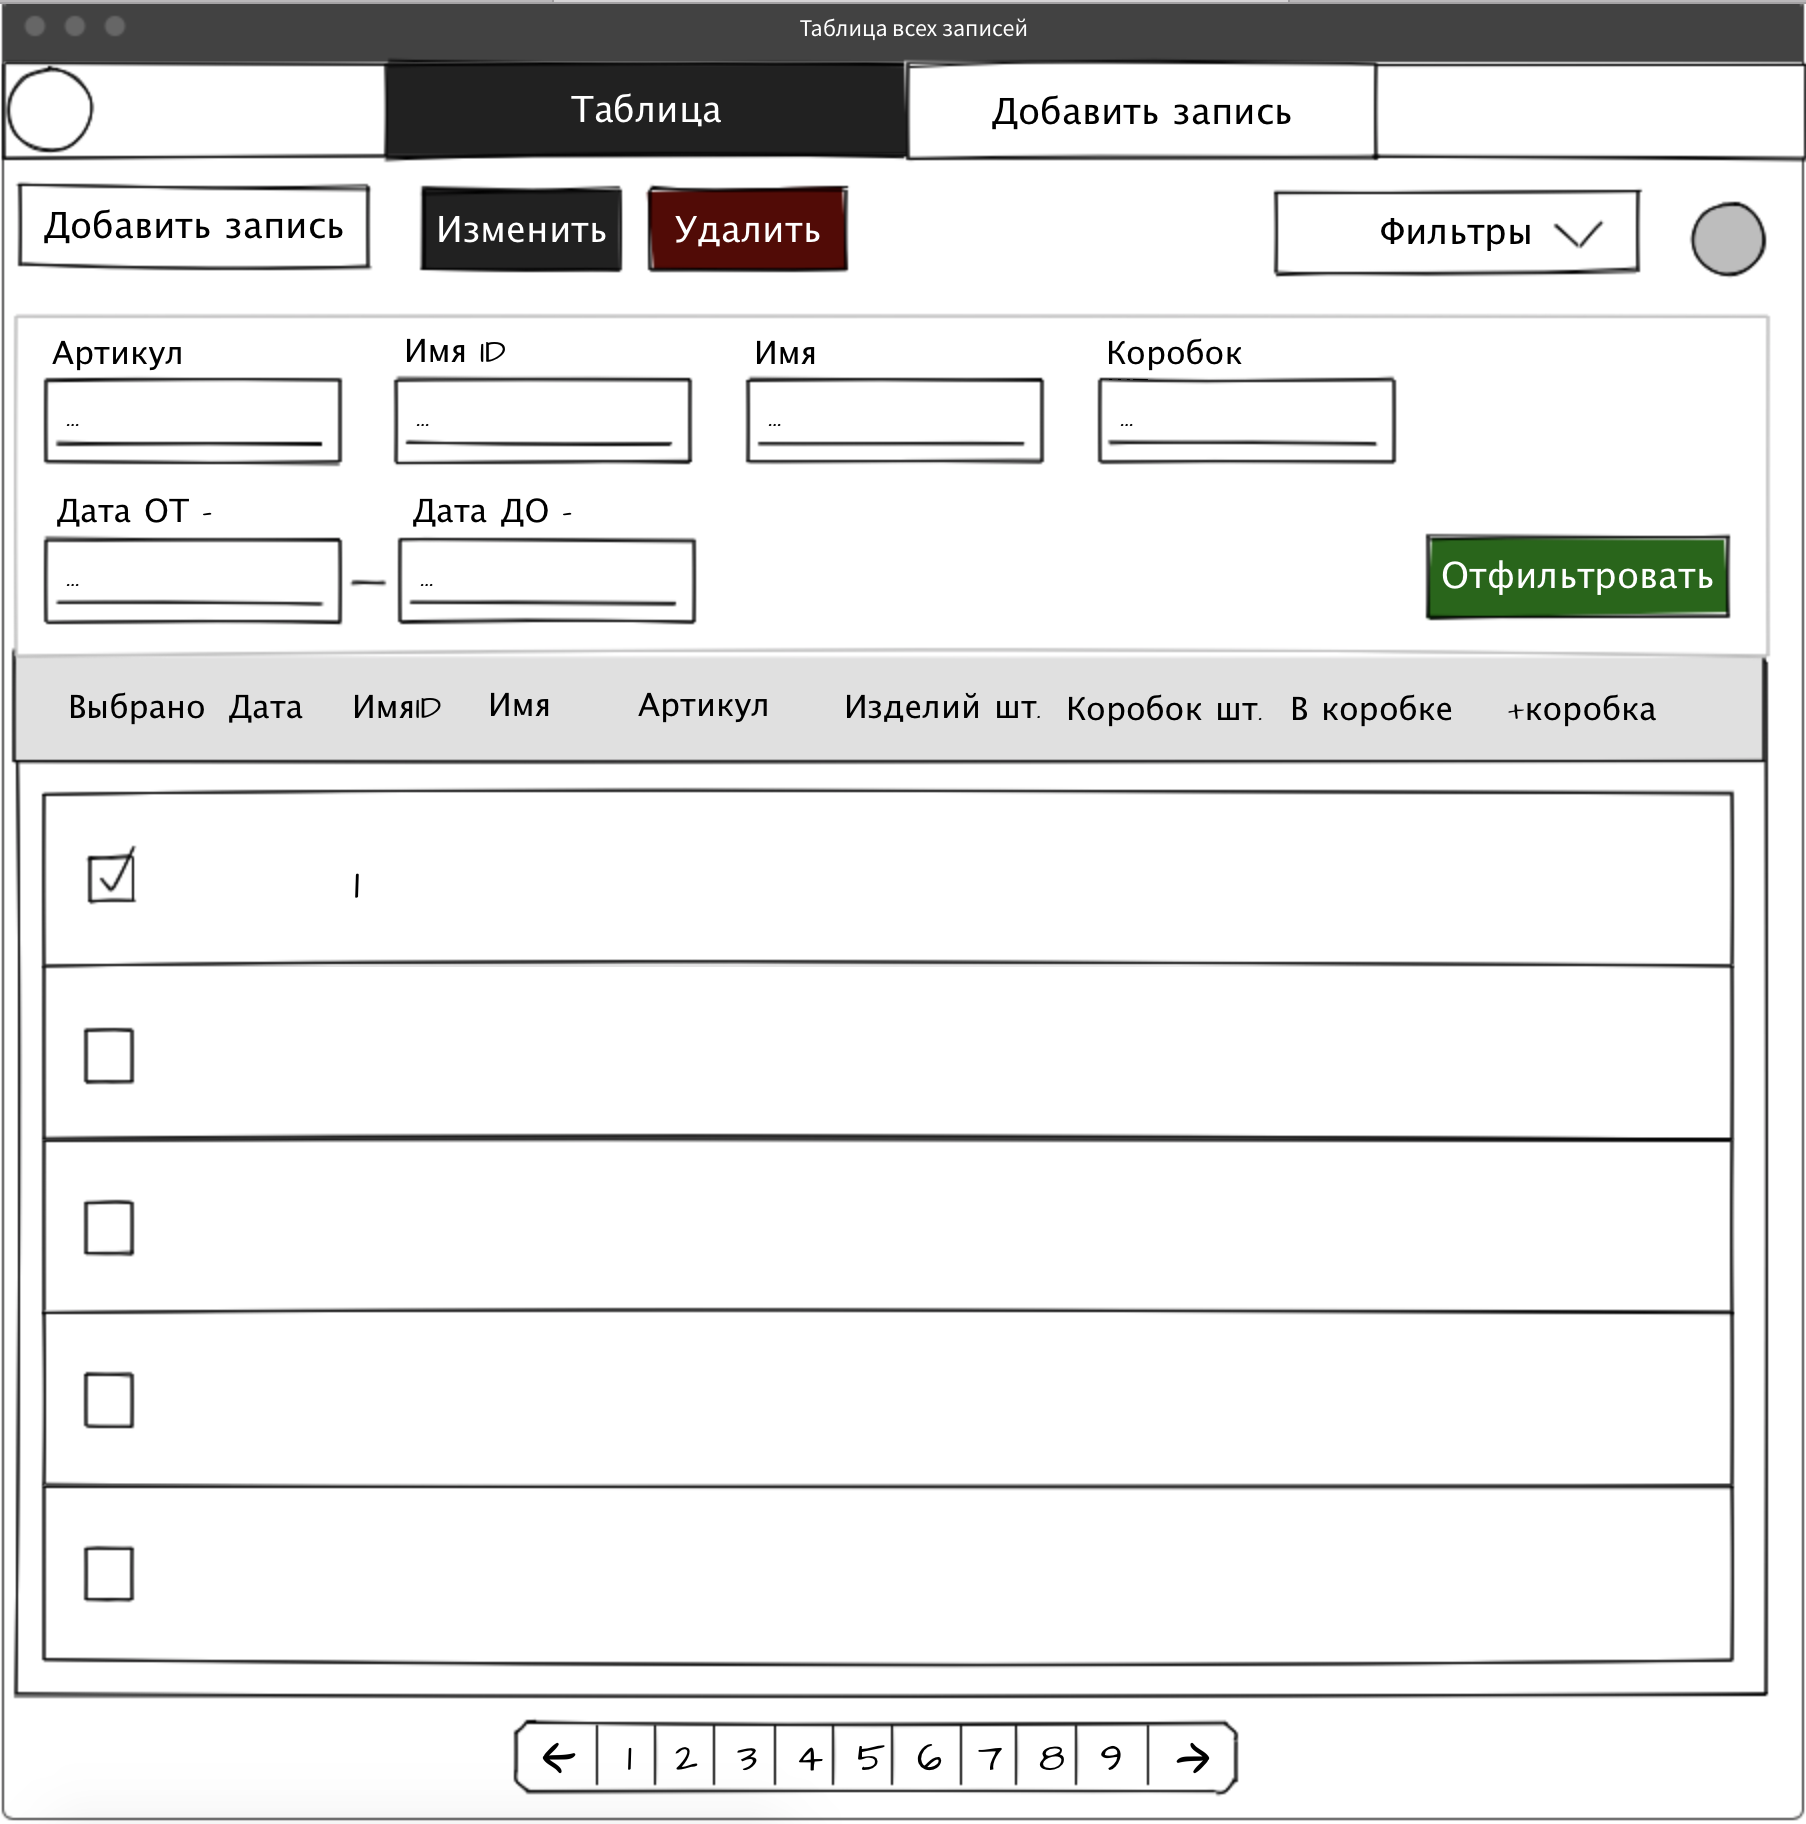 Таблица всех записей
Таблица Добавить запись
Добавить запись Изменить Удалить Фильтры
Артикул Имя ID Имя Коробок
... ... ... ...
Дата ОТ - Дата ДО -
... — ...
Отфильтровать
Выбрано Дата ИмяID Имя Артикул Изделий шт. Коробок шт. В коробке +коробка
1
← 1 2 3 4 5 6 7 8 9 →